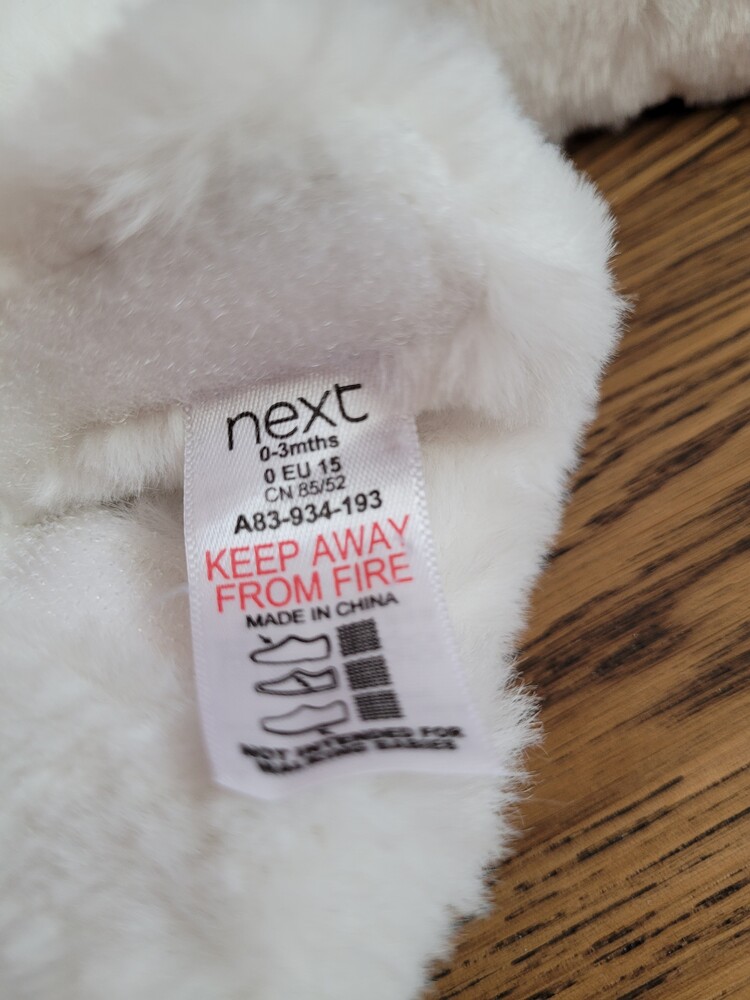 next
0-3mths
0 EU 15
CN 85/52
A83-934-193
KEEP AWAY
FROM FIRE
MADE IN CHINA
NOT INTENDED FOR
WALKING BABIES